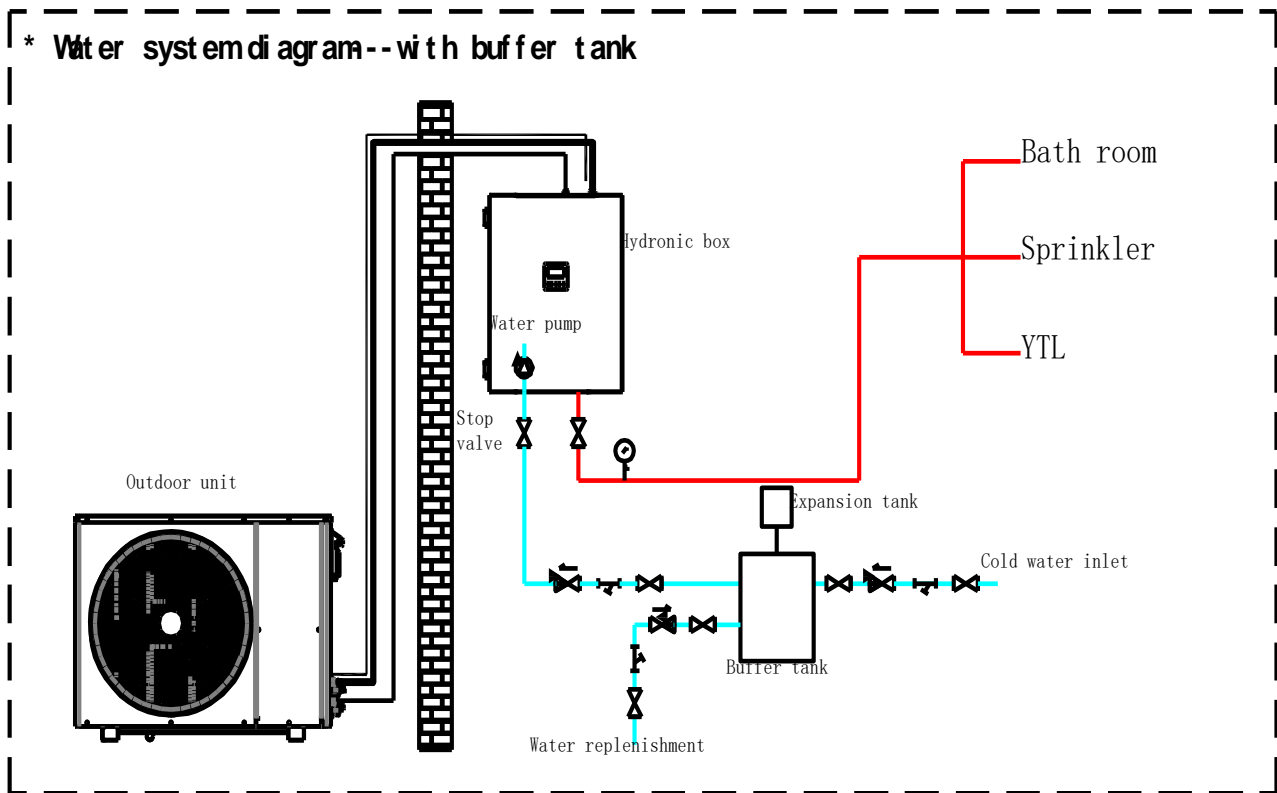 * Water system diagram---with buffer tank
Bath room
Hydronic box
Sprinkler
Water pump
YTL
Stop
valve
Outdoor unit
Expansion tank
Cold water inlet
Buffer tank
Water replenishment